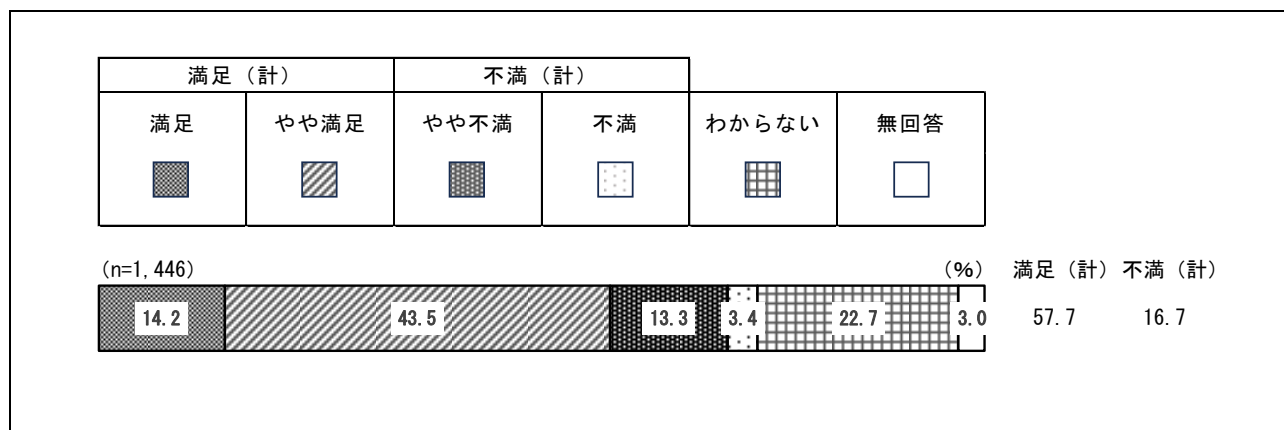 満足（計） 不満（計）
満足 やや満足 やや不満 不満 わからない 無回答
(n=1,446) (％) 満足（計） 不満（計）
14.2 43.5 13.3 3.4 22.7 3.0 57.7 16.7